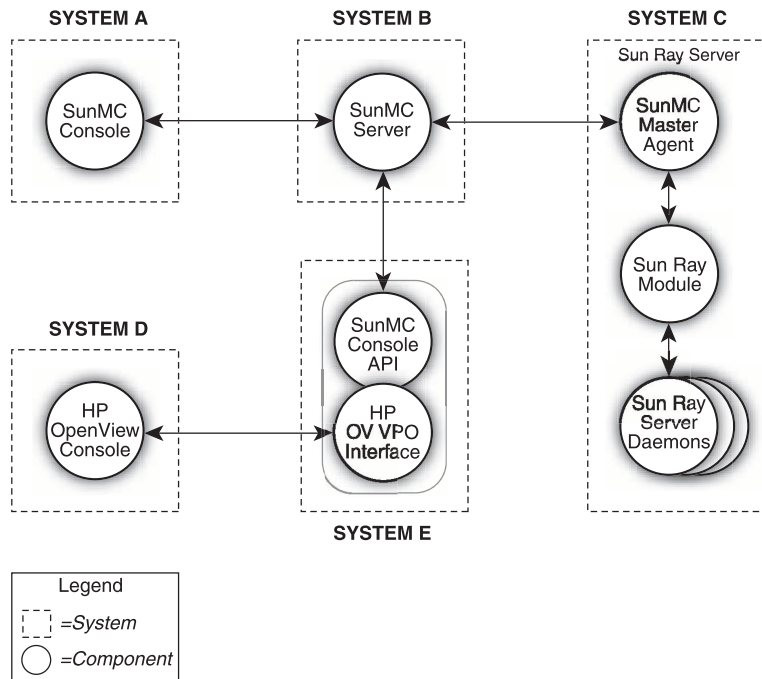 SYSTEM A
SYSTEM B
SYSTEM C
Sun Ray Server
SunMC
Console
SunMC
Server
SunMC
Master
Agent
Sun Ray
Module
SYSTEM D
SunMC
Console
API
HP
OpenView
Console
HP
OV VPO
Interface
Sun Ray
Server
Daemons
SYSTEM E
Legend
=System
=Component